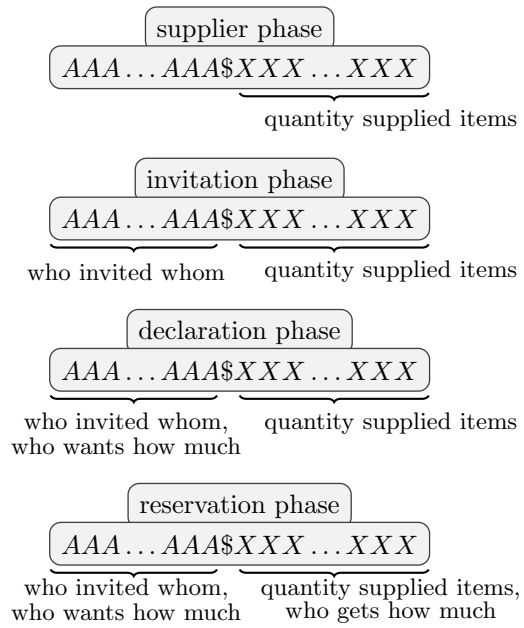 supplier phase
AAA...AAA$XXX...XXX
quantity supplied items
invitation phase
AAA...AAA$XXX...XXX
who invited whom quantity supplied items
declaration phase
AAA...AAA$XXX...XXX
who invited whom, quantity supplied items
who wants how much
reservation phase
AAA...AAA$XXX...XXX
who invited whom, quantity supplied items,
who wants how much who gets how much